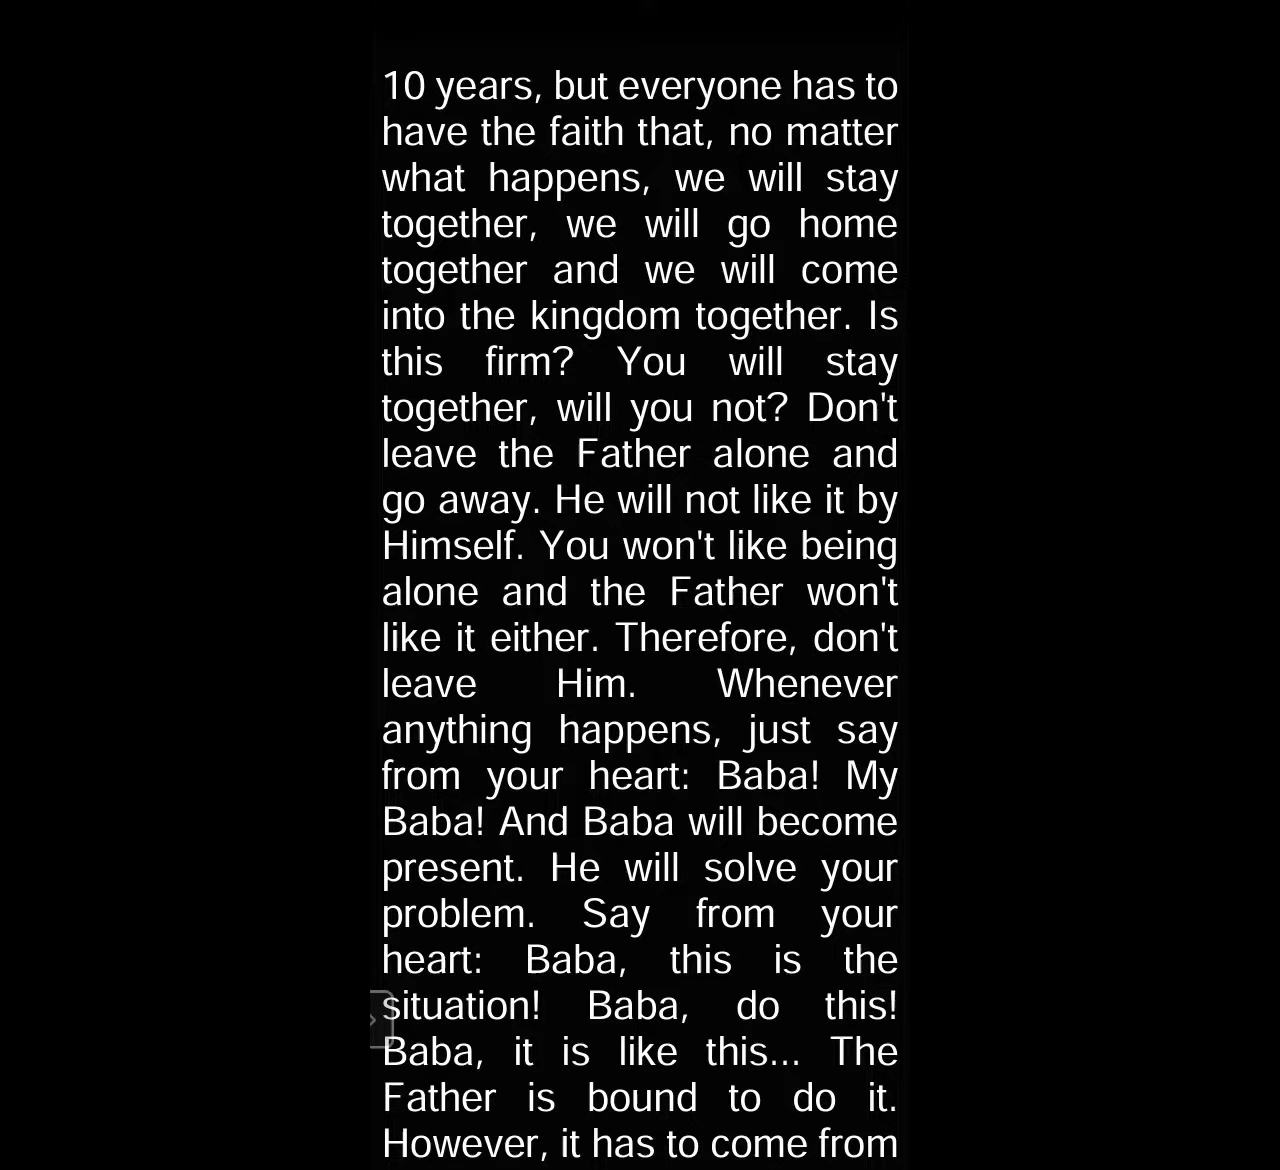 10 years, but everyone has to
have the faith that, no matter
what happens, we will stay
together, we will go home
together and we will come
into the kingdom together. Is
this firm? You will stay
together, will you not? Don't
leave the Father alone and
go away. He will not like it by
Himself. You won't like being
alone and the Father won't
like it either. Therefore, don't
leave Him. Whenever
anything happens, just say
from your heart: Baba! My
Baba! And Baba will become
present. He will solve your
problem. Say from your
heart: Baba, this is the
situation! Baba, do this!
Baba, it is like this... The
Father is bound to do it.
However, it has to come from